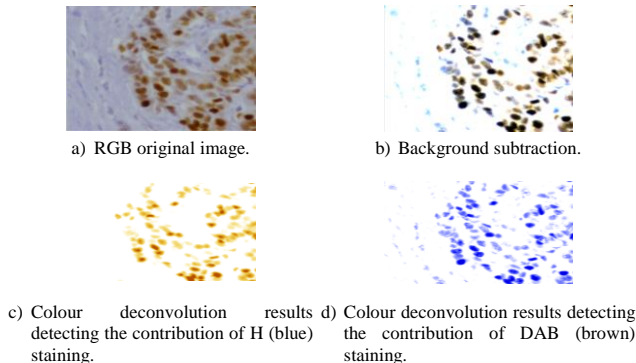 a) RGB original image.
b) Background subtraction.
c) Colour deconvolution results
detecting the contribution of H (blue)
staining.
d) Colour deconvolution results detecting
the contribution of DAB (brown)
staining.